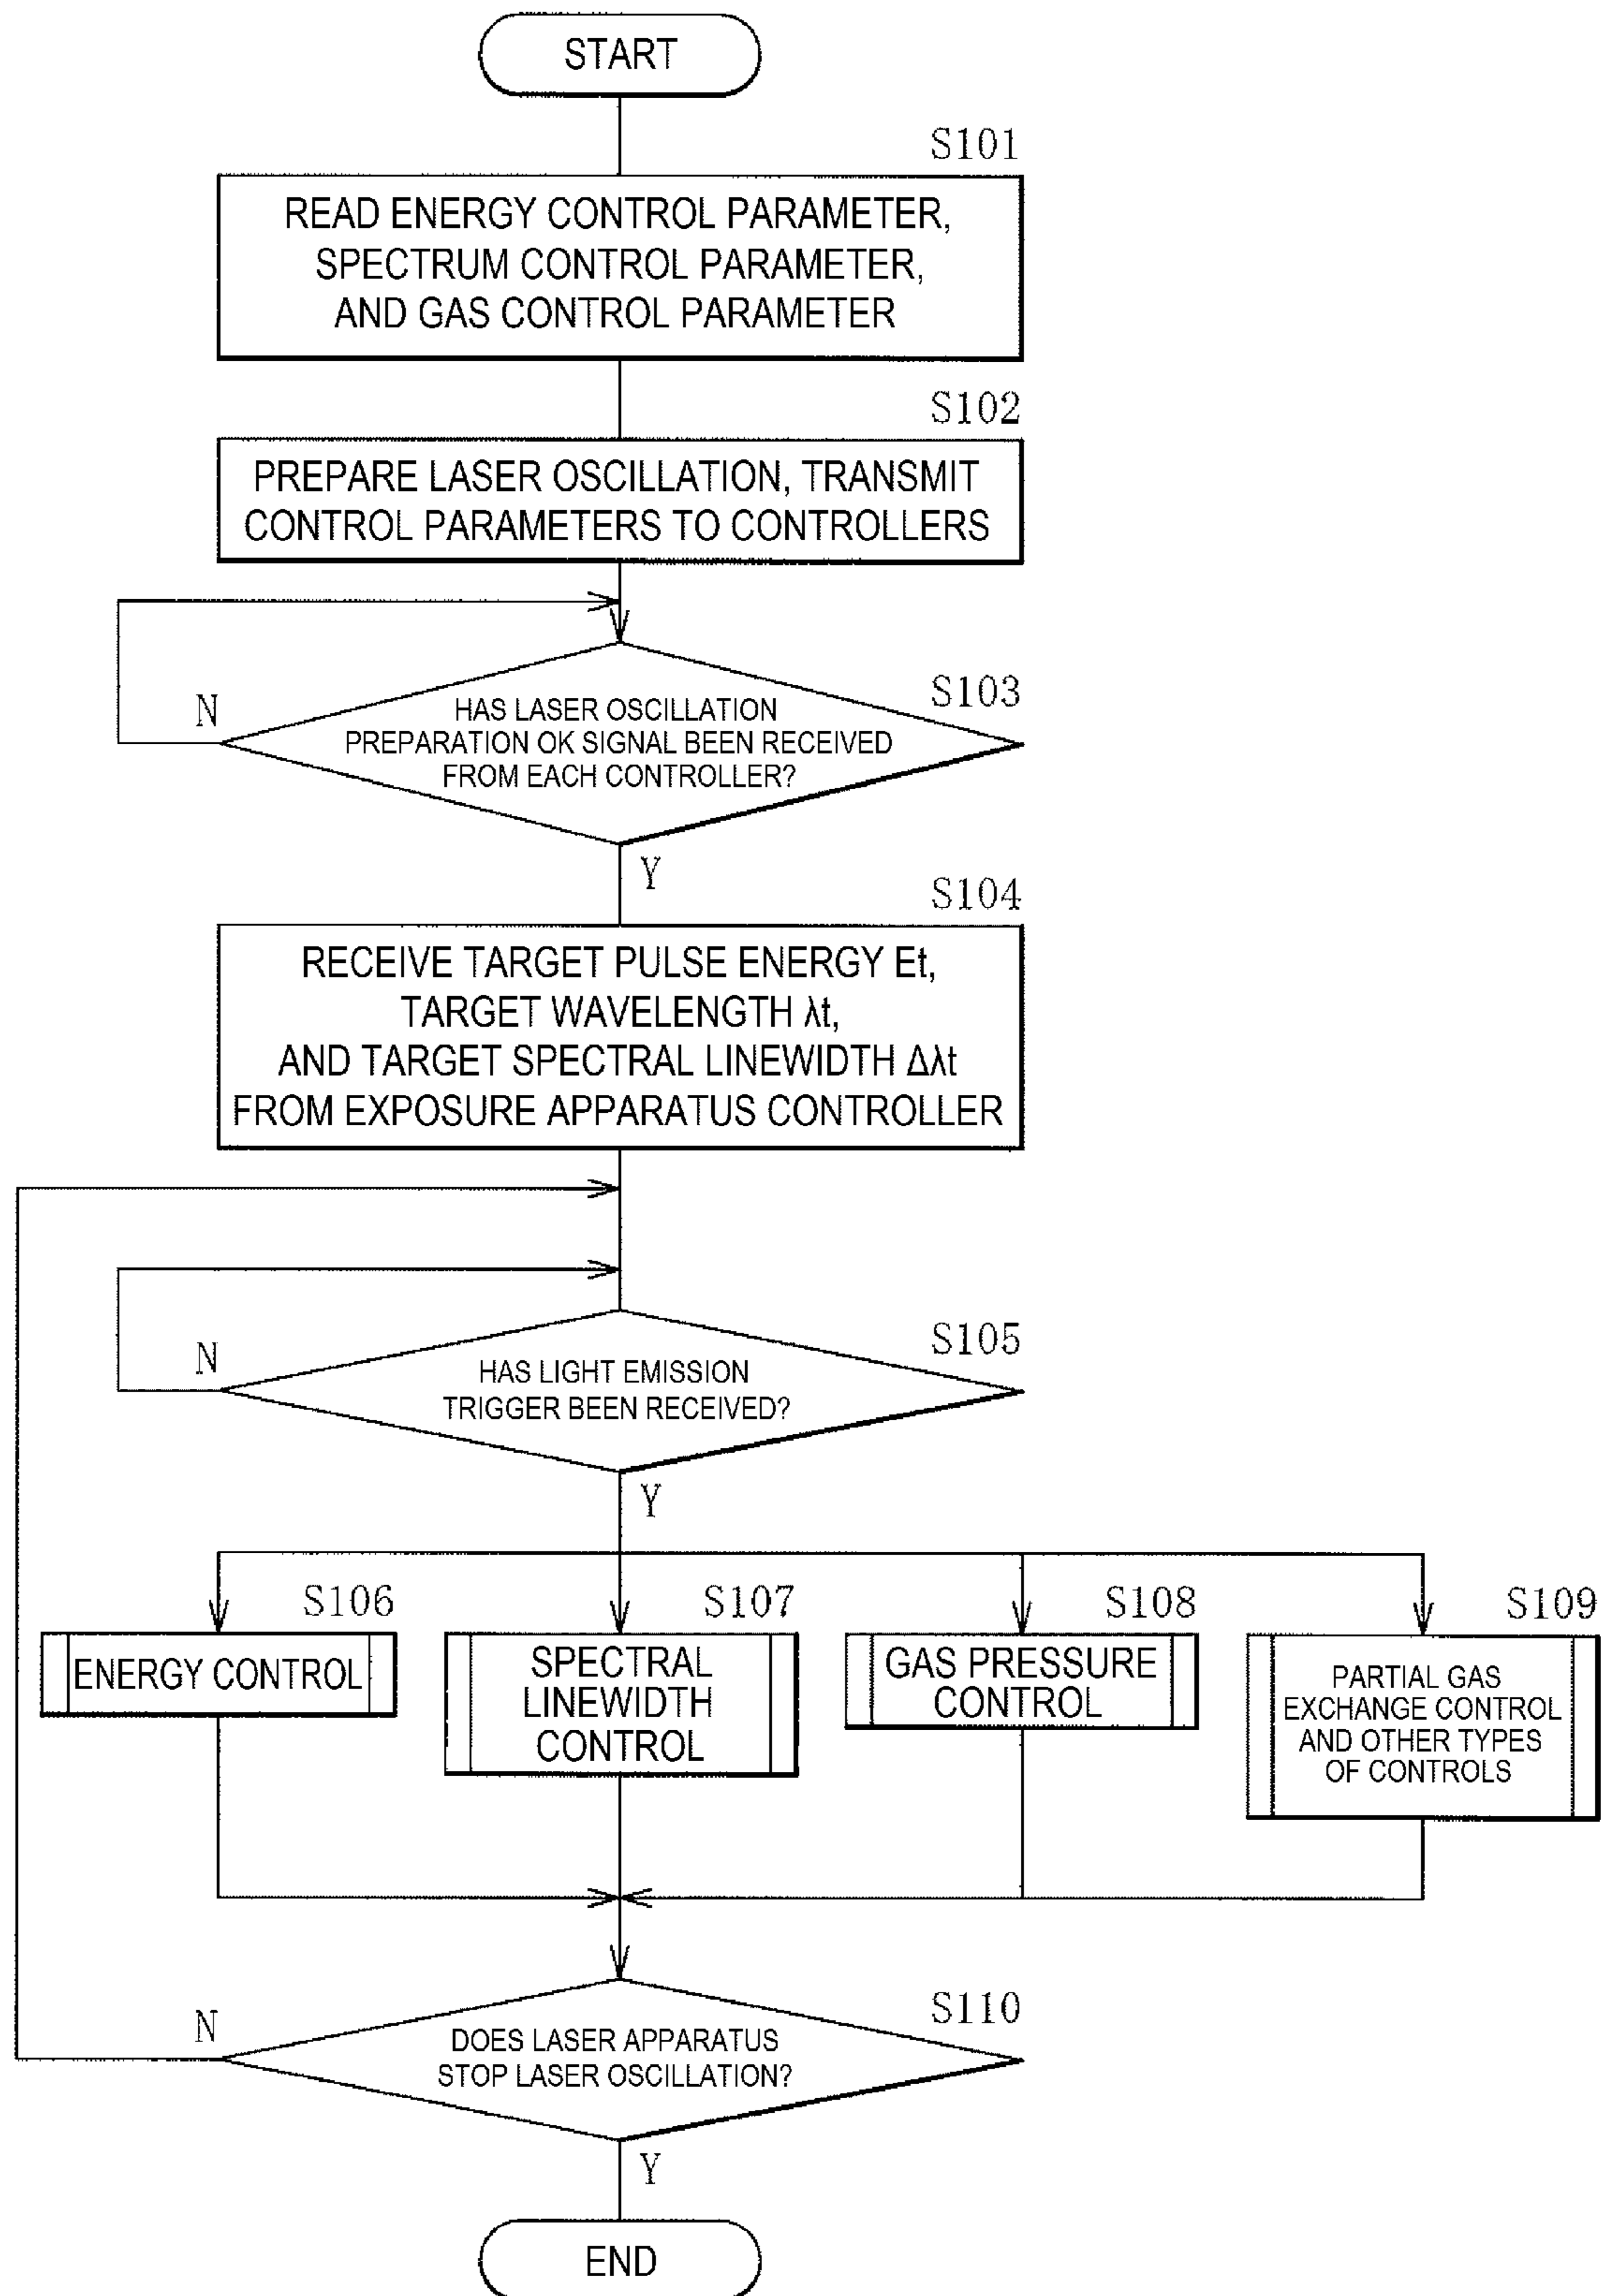 START
S101
READ ENERGY CONTROL PARAMETER,
SPECTRUM CONTROL PARAMETER,
AND GAS CONTROL PARAMETER
S102
PREPARE LASER OSCILLATION, TRANSMIT
CONTROL PARAMETERS TO CONTROLLERS
S103
HAS LASER OSCILLATION
PREPARATION OK SIGNAL BEEN RECEIVED
FROM EACH CONTROLLER?
N
Y
S104
RECEIVE TARGET PULSE ENERGY Et,
TARGET WAVELENGTH λt,
AND TARGET SPECTRAL LINEWIDTH Δλt
FROM EXPOSURE APPARATUS CONTROLLER
S105
HAS LIGHT EMISSION
TRIGGER BEEN RECEIVED?
N
Y
S106
ENERGY CONTROL
S107
SPECTRAL
LINEWIDTH
CONTROL
S108
GAS PRESSURE
CONTROL
S109
PARTIAL GAS
EXCHANGE CONTROL
AND OTHER TYPES
OF CONTROLS
S110
DOES LASER APPARATUS
STOP LASER OSCILLATION?
N
Y
END